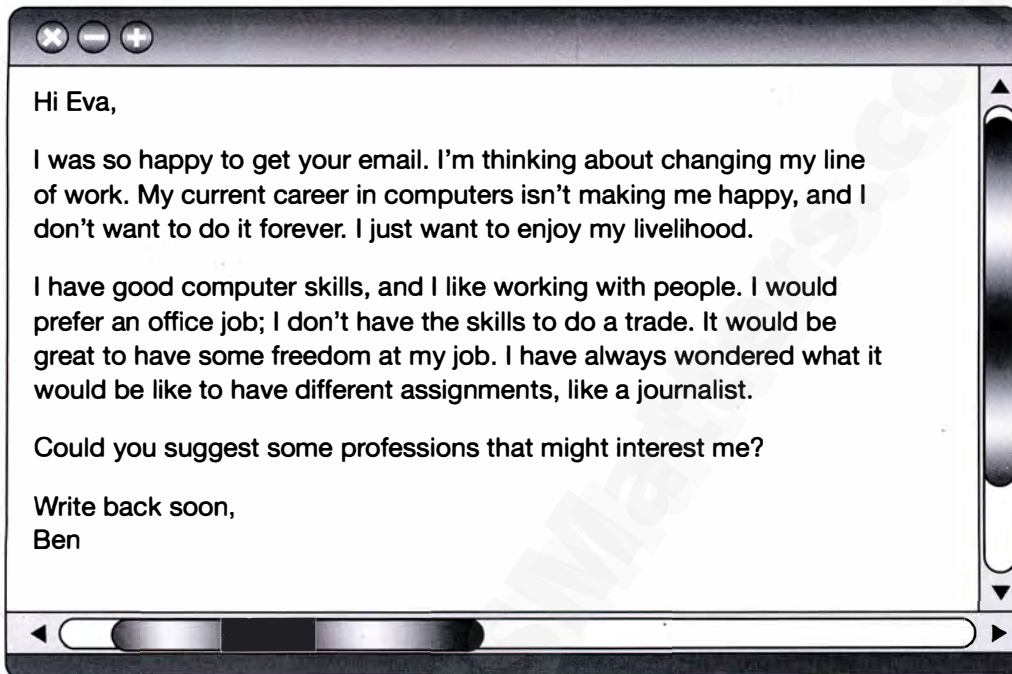 Hi Eva,
I was so happy to get your email. I'm thinking about changing my line
of work. My current career in computers isn't making me happy, and I
don't want to do it forever. I just want to enjoy my livelihood.
I have good computer skills, and I like working with people. I would
prefer an office job; I don't have the skills to do a trade. It would be
great to have some freedom at my job. I have always wondered what it
would be like to have different assignments, like a journalist.
Could you suggest some professions that might interest me?
Write back soon,
Ben